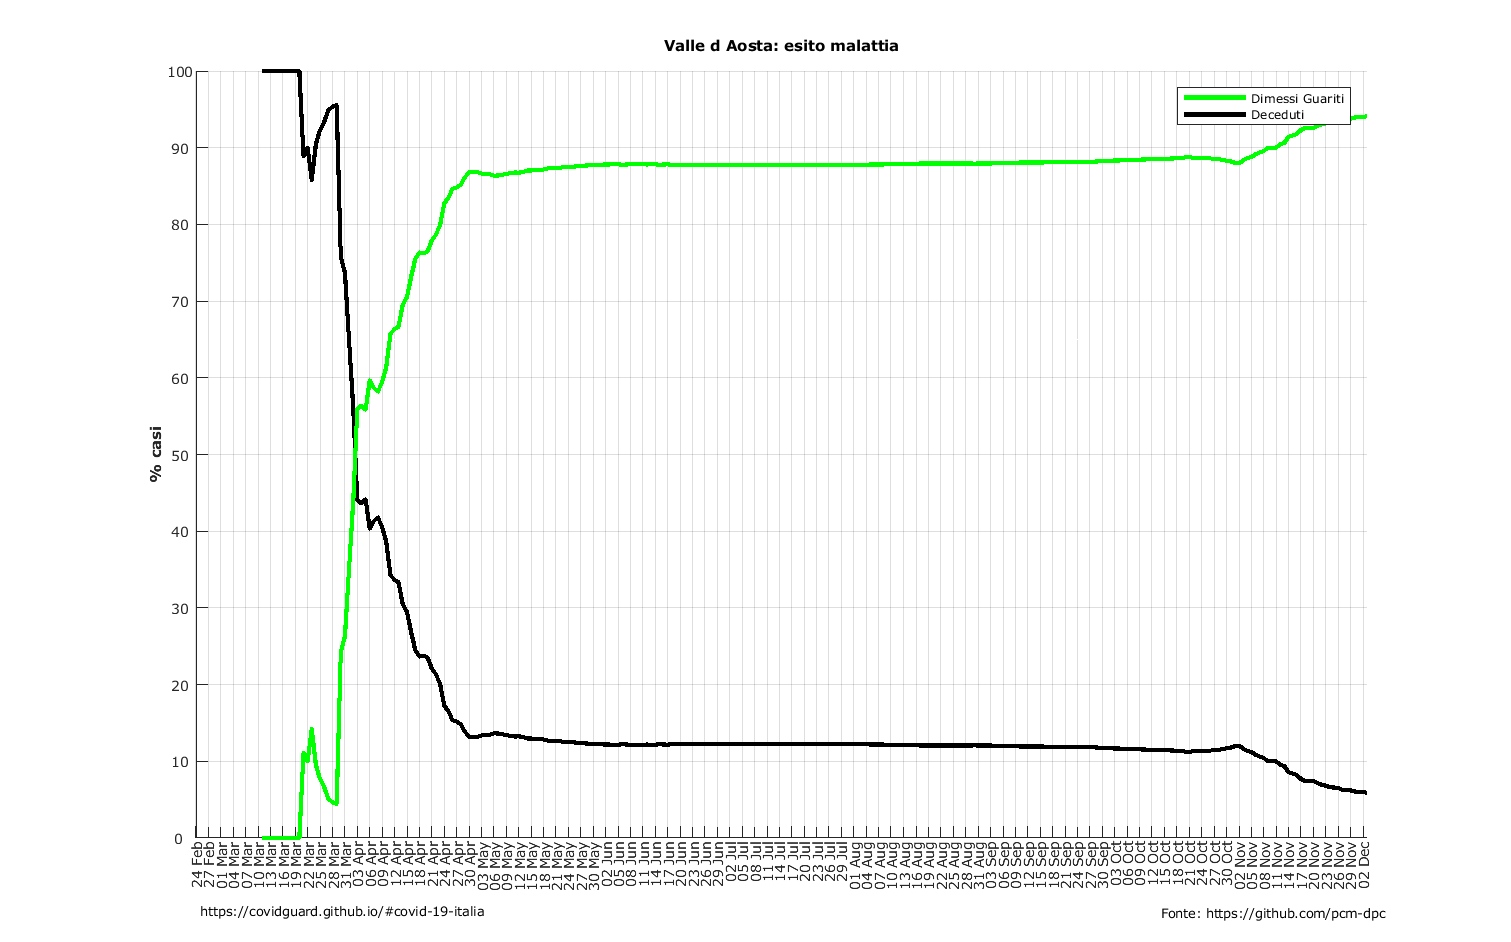 Valle d Aosta: esito malattia
Dimessi Guariti
Deceduti
% casi
100
90
80
70
60
50
40
30
20
10
0
24 Feb
27 Feb
01 Mar
04 Mar
07 Mar
10 Mar
13 Mar
16 Mar
19 Mar
22 Mar
25 Mar
28 Mar
31 Mar
03 Apr
06 Apr
09 Apr
12 Apr
15 Apr
18 Apr
21 Apr
24 Apr
27 Apr
30 Apr
03 May
06 May
09 May
12 May
15 May
18 May
21 May
24 May
27 May
30 May
02 Jun
05 Jun
08 Jun
11 Jun
14 Jun
17 Jun
20 Jun
23 Jun
26 Jun
29 Jun
02 Jul
05 Jul
08 Jul
11 Jul
14 Jul
17 Jul
20 Jul
23 Jul
26 Jul
29 Jul
01 Aug
04 Aug
07 Aug
10 Aug
13 Aug
16 Aug
19 Aug
22 Aug
25 Aug
28 Aug
31 Aug
03 Sep
06 Sep
09 Sep
12 Sep
15 Sep
18 Sep
21 Sep
24 Sep
27 Sep
30 Sep
03 Oct
06 Oct
09 Oct
12 Oct
15 Oct
18 Oct
21 Oct
24 Oct
27 Oct
30 Oct
02 Nov
05 Nov
08 Nov
11 Nov
14 Nov
17 Nov
20 Nov
23 Nov
26 Nov
29 Nov
02 Dec
https://covidguard.github.io/#covid-19-italia
Fonte: https://github.com/pcm-dpc